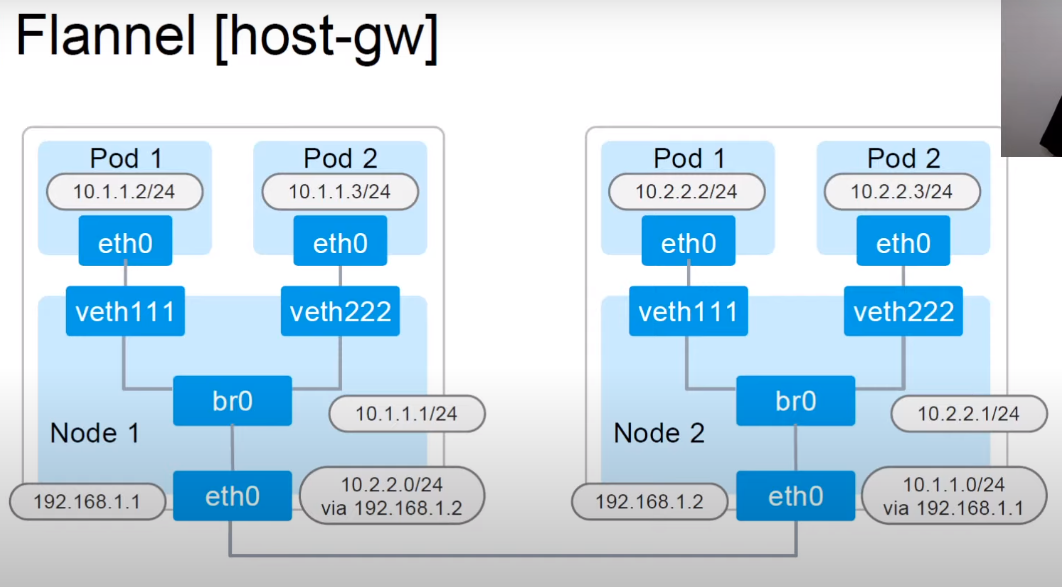 Flannel [host-gw]
Pod 1
10.1.1.2/24
eth0
veth111
Pod 2
10.1.1.3/24
eth0
veth222
br0
10.1.1.1/24
Node 1
192.168.1.1
eth0
10.2.2.0/24
via 192.168.1.2
Pod 1
10.2.2.2/24
eth0
veth111
Pod 2
10.2.2.3/24
eth0
veth222
br0
10.2.2.1/24
Node 2
192.168.1.2
eth0
10.1.1.0/24
via 192.168.1.1